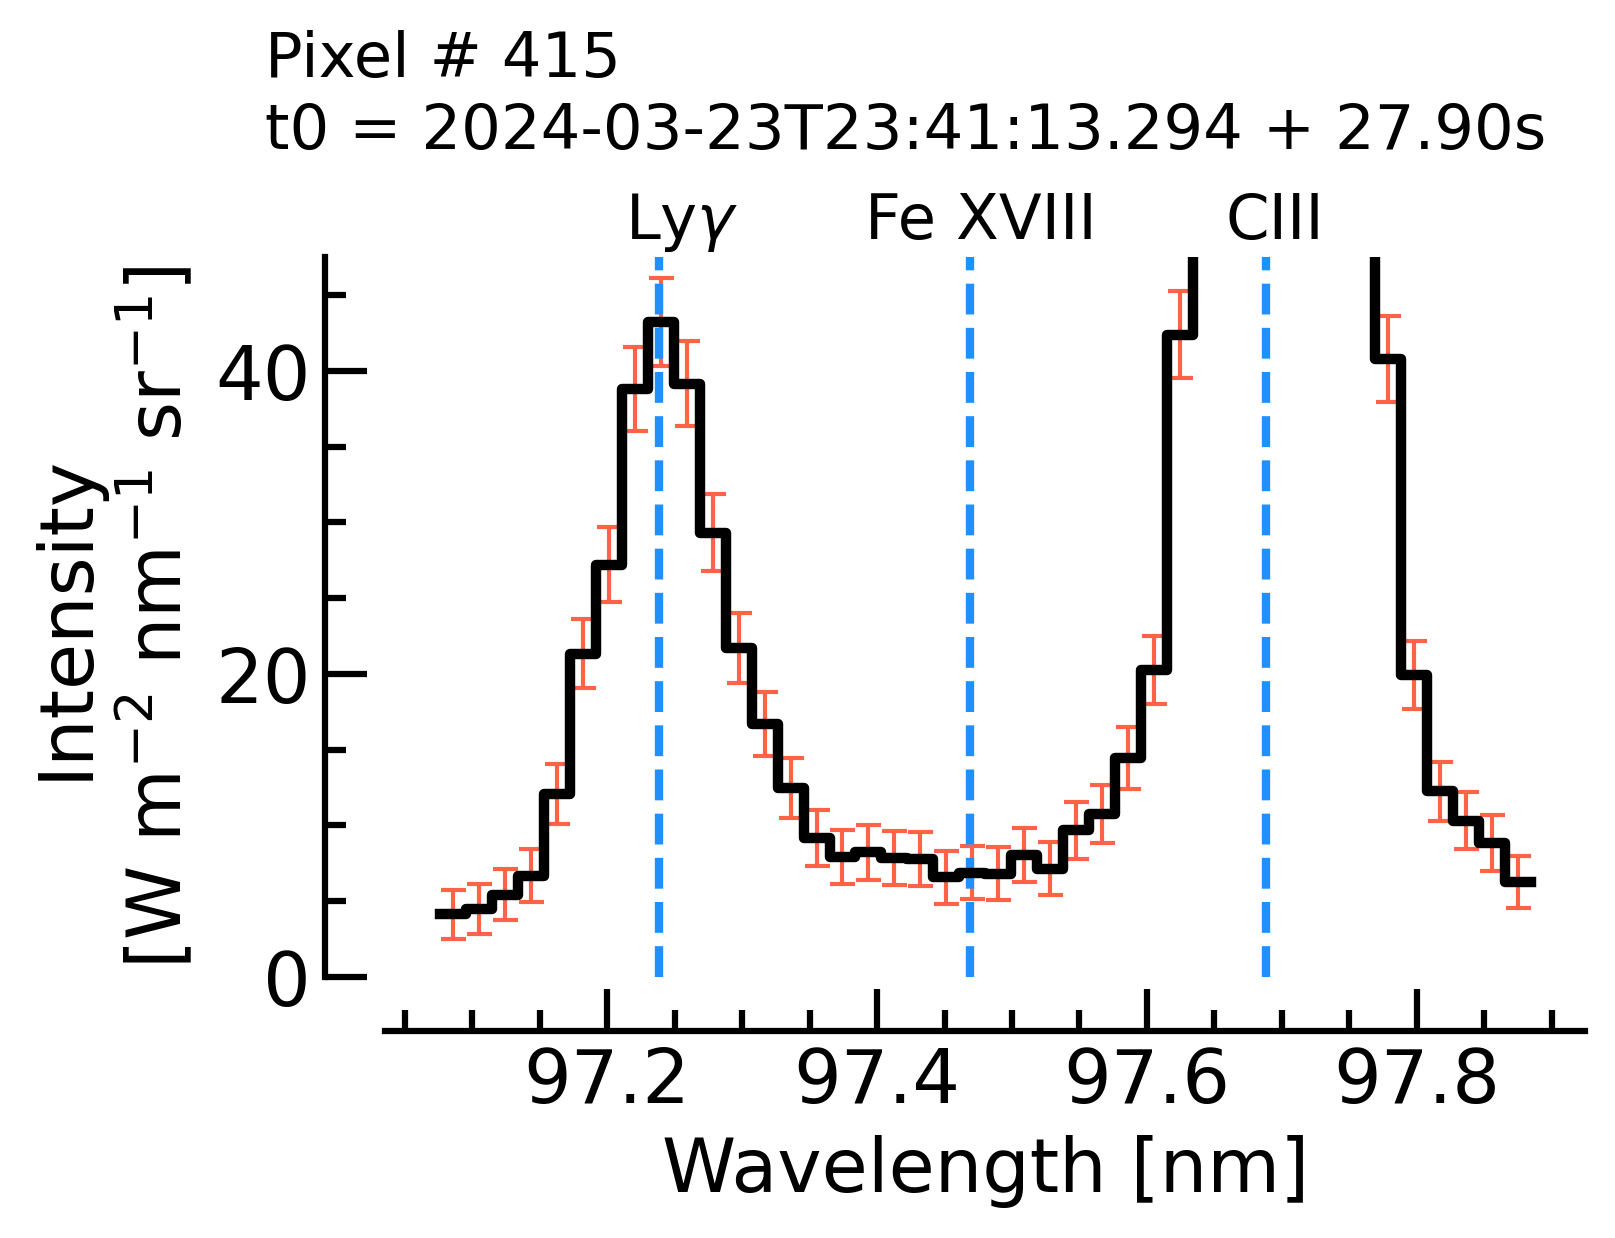 Pixel # 415
t0 = 2024-03-23T23:41:13.294 + 27.90s
Lyγ Fe XVIII CIII
Intensity
[W m⁻² nm⁻¹ sr⁻¹]
40
20
0
97.2 97.4 97.6 97.8
Wavelength [nm]